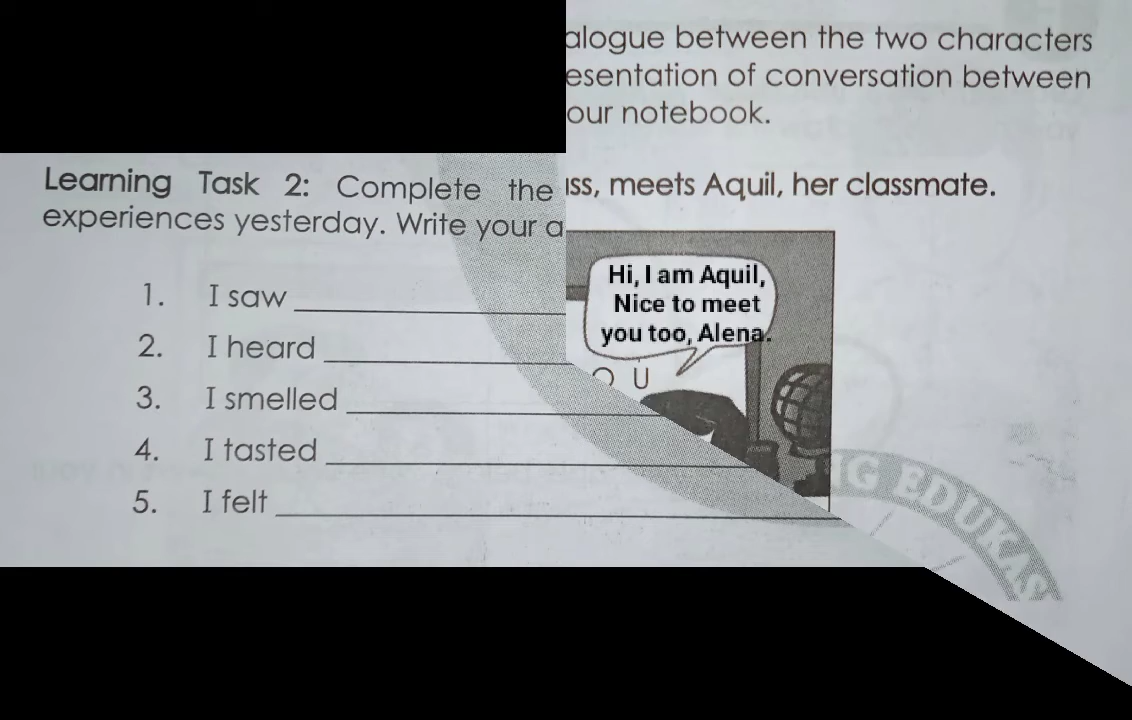 alogue between the two characters
esentation of conversation between
our notebook.
Learning Task 2: Complete the
experiences yesterday. Write your a
1. I saw
2. I heard
3. I smelled
4. I tasted
5. I felt
iss, meets Aquil, her classmate.
Hi, I am Aquil,
Nice to meet
you too, Alena.
G EDUKAS